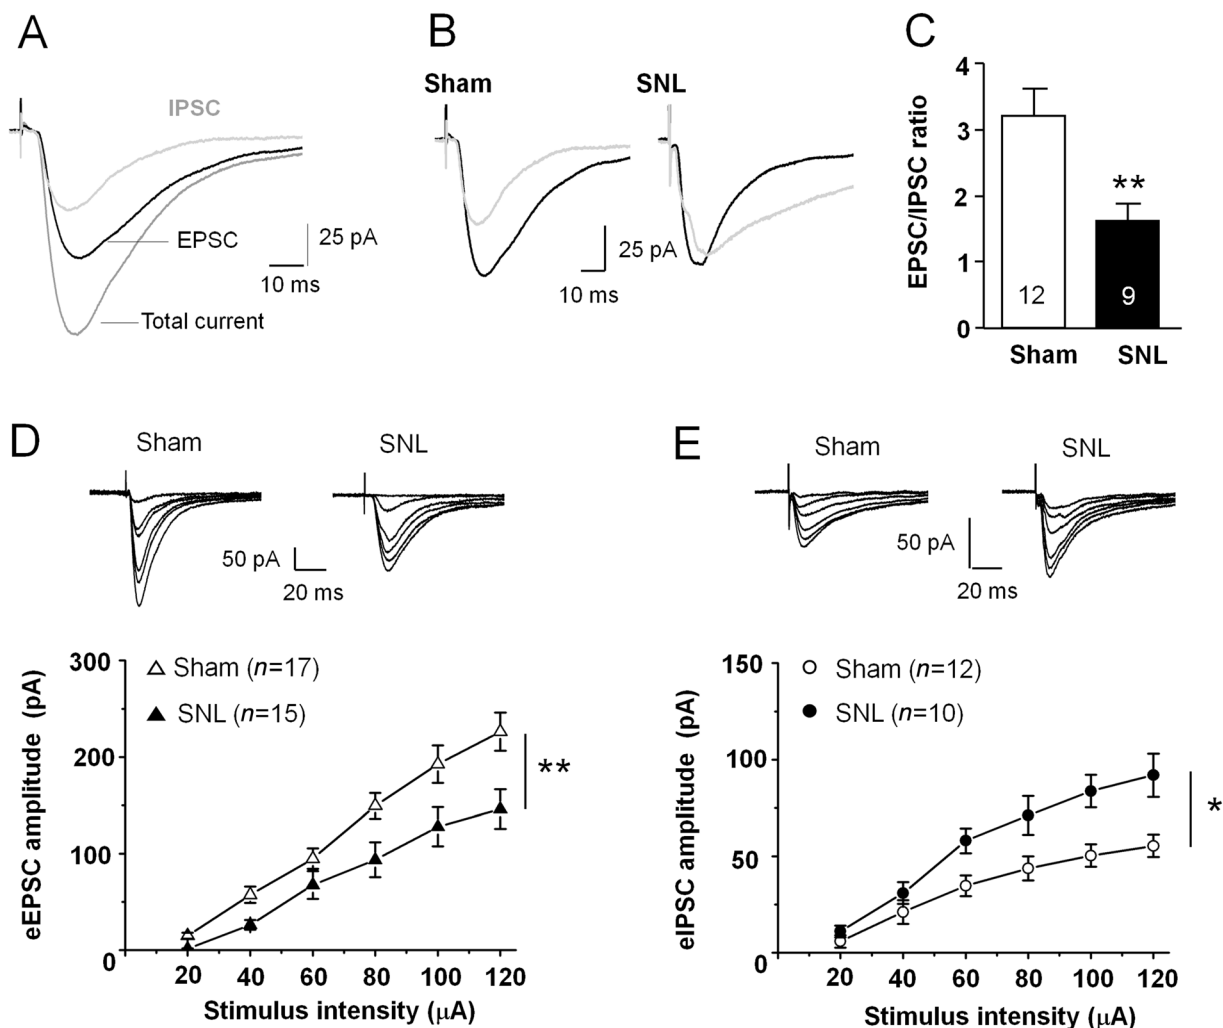 A
IPSC
EPSC
Total current
25 pA
10 ms
B
Sham
SNL
25 pA
10 ms
C
EPSC/IPSC ratio
4
3
2
1
0
**
12
9
Sham
SNL
D
Sham
SNL
50 pA
20 ms
eEPSC amplitude (pA)
300
200
100
0
Sham (n=17)
SNL (n=15)
**
20 40 60 80 100 120
Stimulus intensity (μA)
E
Sham
SNL
50 pA
20 ms
eIPSC amplitude (pA)
150
100
50
0
Sham (n=12)
SNL (n=10)
*
20 40 60 80 100 120
Stimulus intensity (μA)